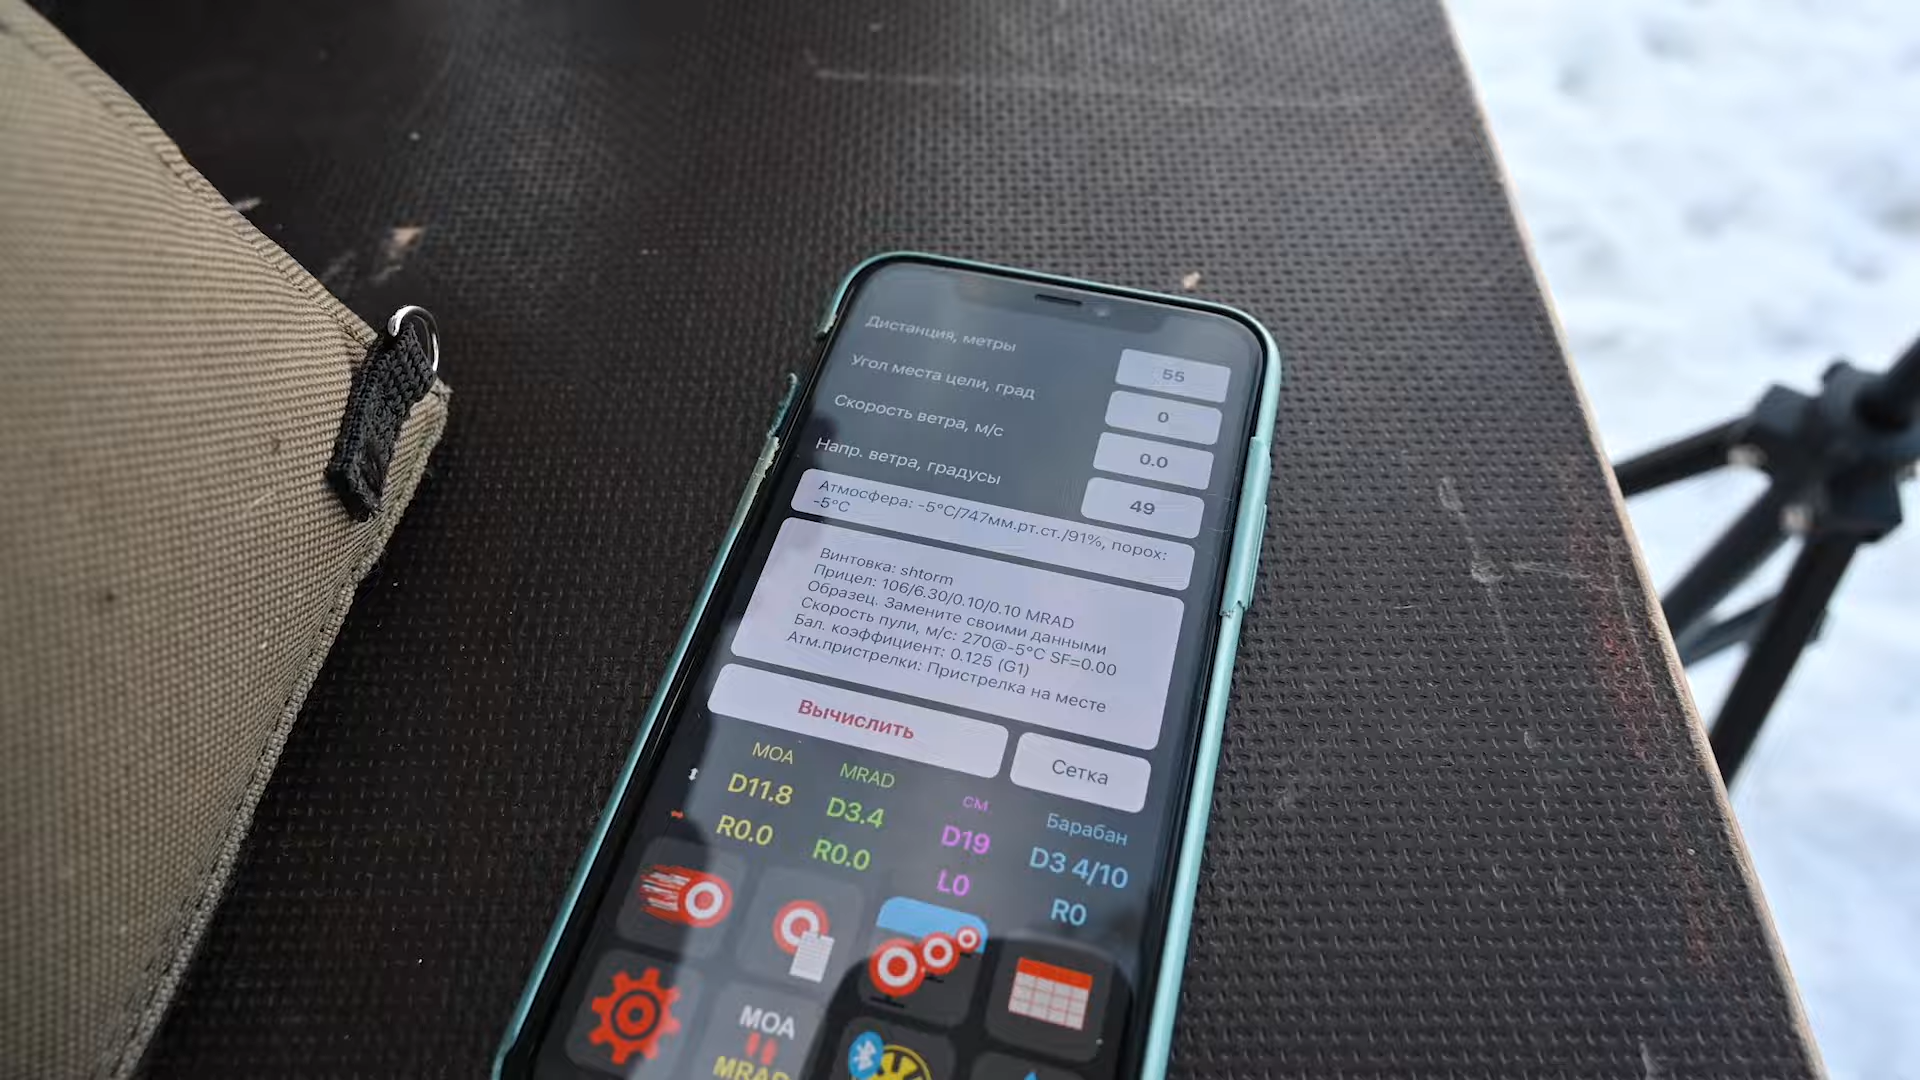 Дистанция, метры
55
Угол места цели, град
0
Скорость ветра, м/с
0.0
Напр. ветра, градусы
49
Атмосфера: -5°C/747мм.рт.ст./91%, порох:
-5°C
Винтовка: shtorm
Прицел: 106/6.30/0.10/0.10 MRAD
Образец. Замените своими данными
Скорость пули, м/с: 270@-5°C SF=0.00
Бал. коэффициент: 0.125 (G1)
Атм.пристрелки: Пристрелка на месте
Вычислить
Сетка
MOA MRAD см Барабан
D11.8 D3.4 D19 D3 4/10
R0.0 R0.0 L0 R0
MOA
MRAD